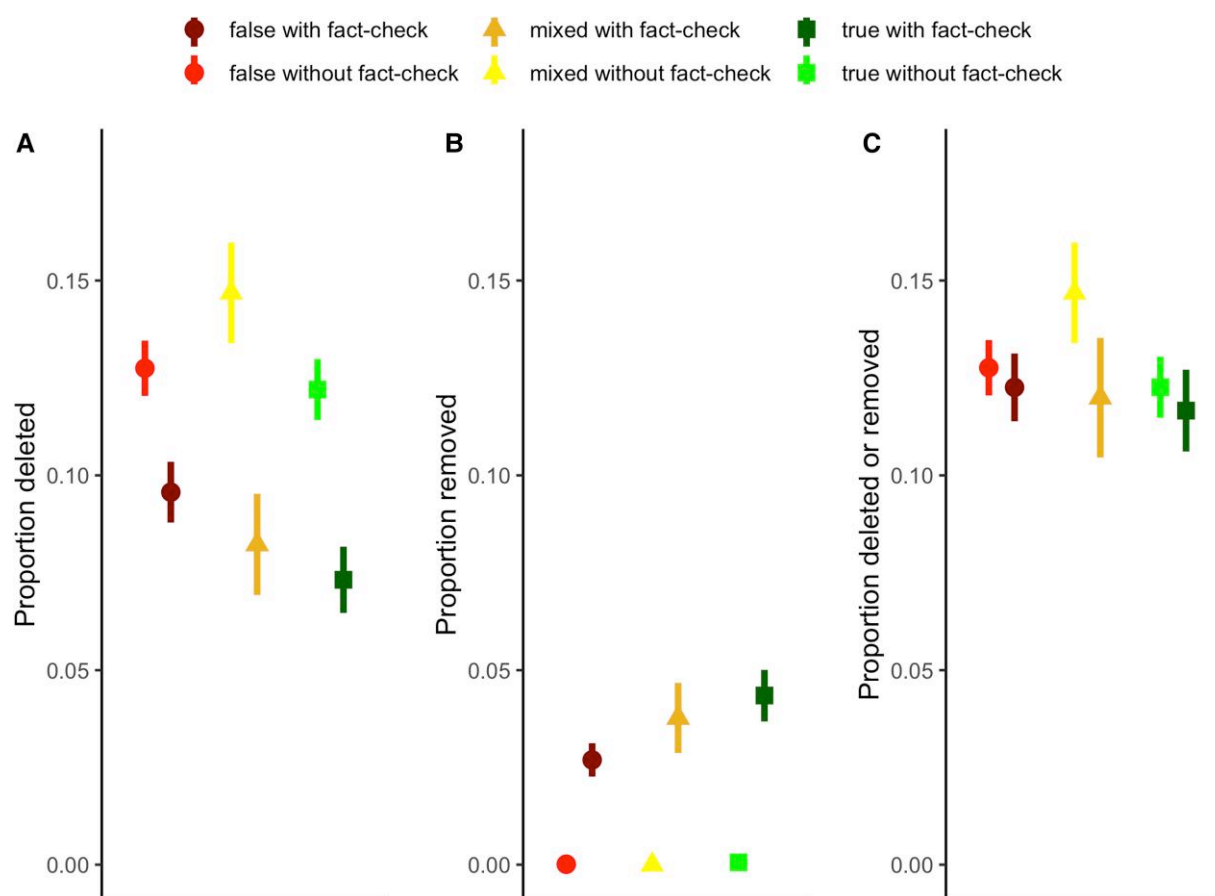 false with fact-check mixed with fact-check true with fact-check
false without fact-check mixed without fact-check true without fact-check
A
Proportion deleted
0.15
0.10
0.05
0.00
B
Proportion removed
0.15
0.10
0.05
0.00
C
Proportion deleted or removed
0.15
0.10
0.05
0.00